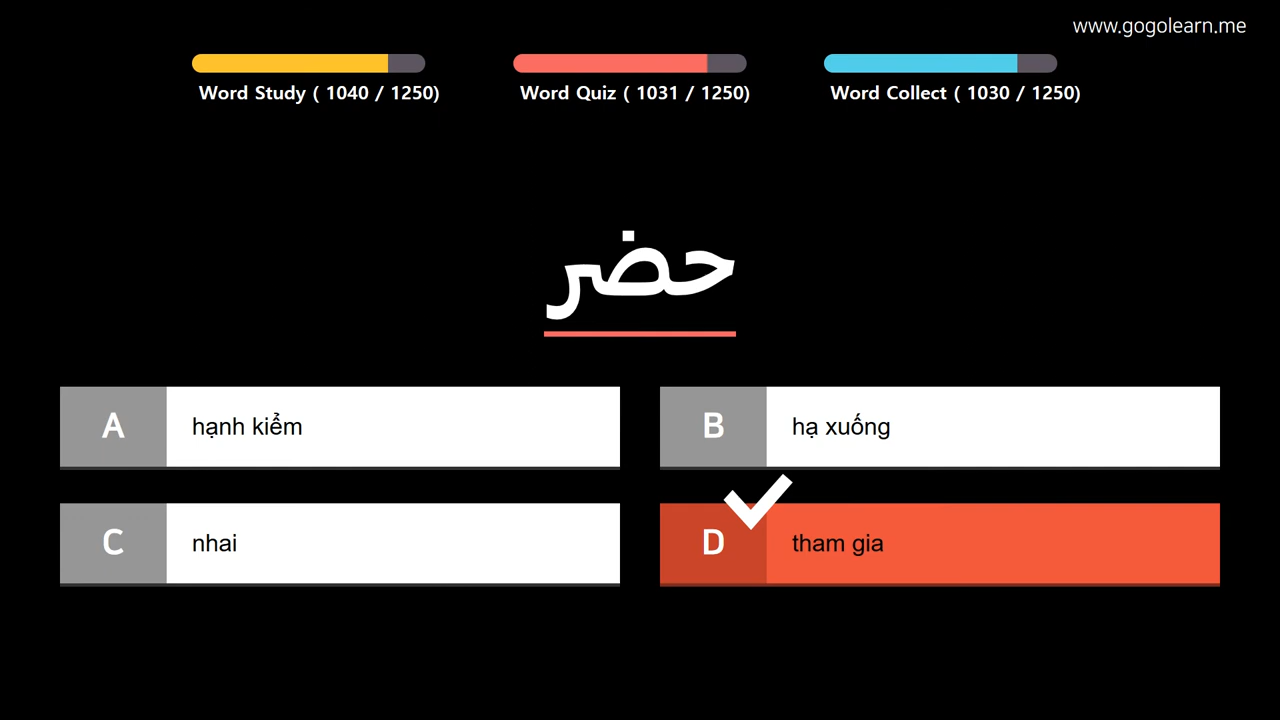 www.gogolearn.me
Word Study ( 1040 / 1250)
Word Quiz ( 1031 / 1250)
Word Collect ( 1030 / 1250)
حضر
A hạnh kiểm
B hạ xuống
C nhai
D tham gia